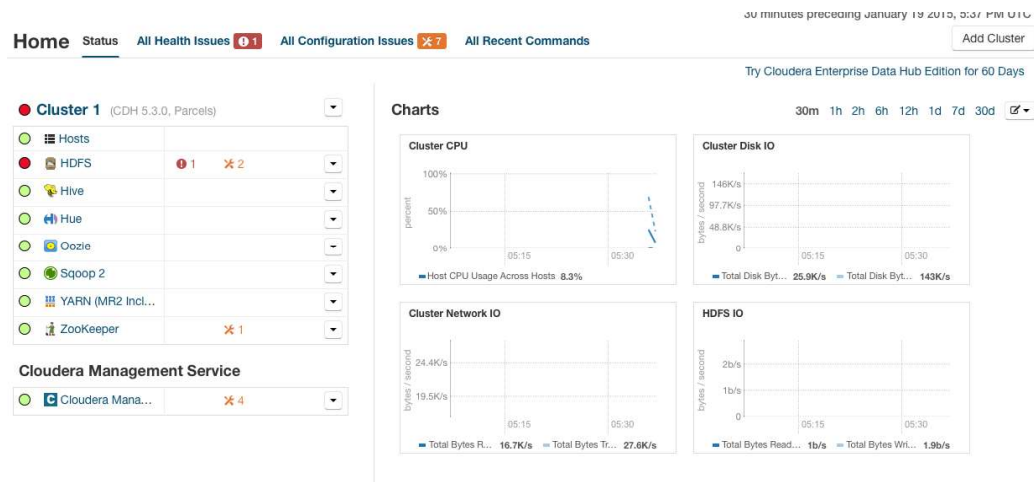 30 minutes preceding January 19 2015, 5:37 PM UTC
Home Status All Health Issues 1 All Configuration Issues 7 All Recent Commands Add Cluster
Try Cloudera Enterprise Data Hub Edition for 60 Days
Cluster 1 (CDH 5.3.0, Parcels)
Hosts
HDFS 1 2
Hive
Hue
Oozie
Sqoop 2
YARN (MR2 Incl...
ZooKeeper 1
Cloudera Management Service
C Cloudera Mana... 4
Charts 30m 1h 2h 6h 12h 1d 7d 30d
Cluster CPU
percent
100%
50%
0%
05:15 05:30
Host CPU Usage Across Hosts 8.3%
Cluster Disk IO
bytes / second
146K/s
97.7K/s
48.8K/s
0
05:15 05:30
Total Disk Byt... 25.9K/s Total Disk Byt... 143K/s
Cluster Network IO
bytes / second
24.4K/s
19.5K/s
05:15 05:30
Total Bytes R... 16.7K/s Total Bytes Tr... 27.6K/s
HDFS IO
bytes / second
2b/s
1b/s
0
05:15 05:30
Total Bytes Read... 1b/s Total Bytes Wri... 1.9b/s